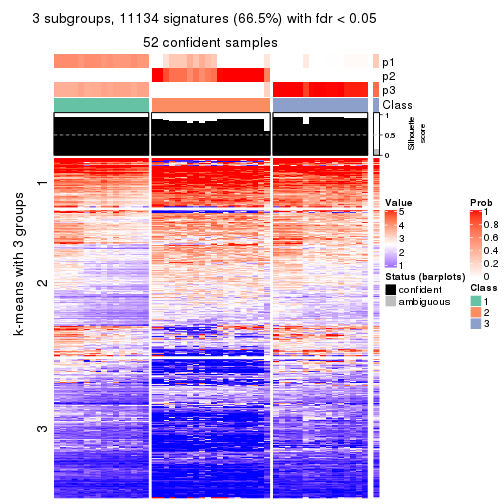 3 subgroups, 11134 signatures (66.5%) with fdr < 0.05
52 confident samples
p1
p2
p3
Class
1
0.5
0
Silhouette
score
k-means with 3 groups
1
2
3
Value
5
4
3
2
1
Status (barplots)
confident
ambiguous
Prob
1
0.8
0.6
0.4
0.2
0
Class
1
2
3